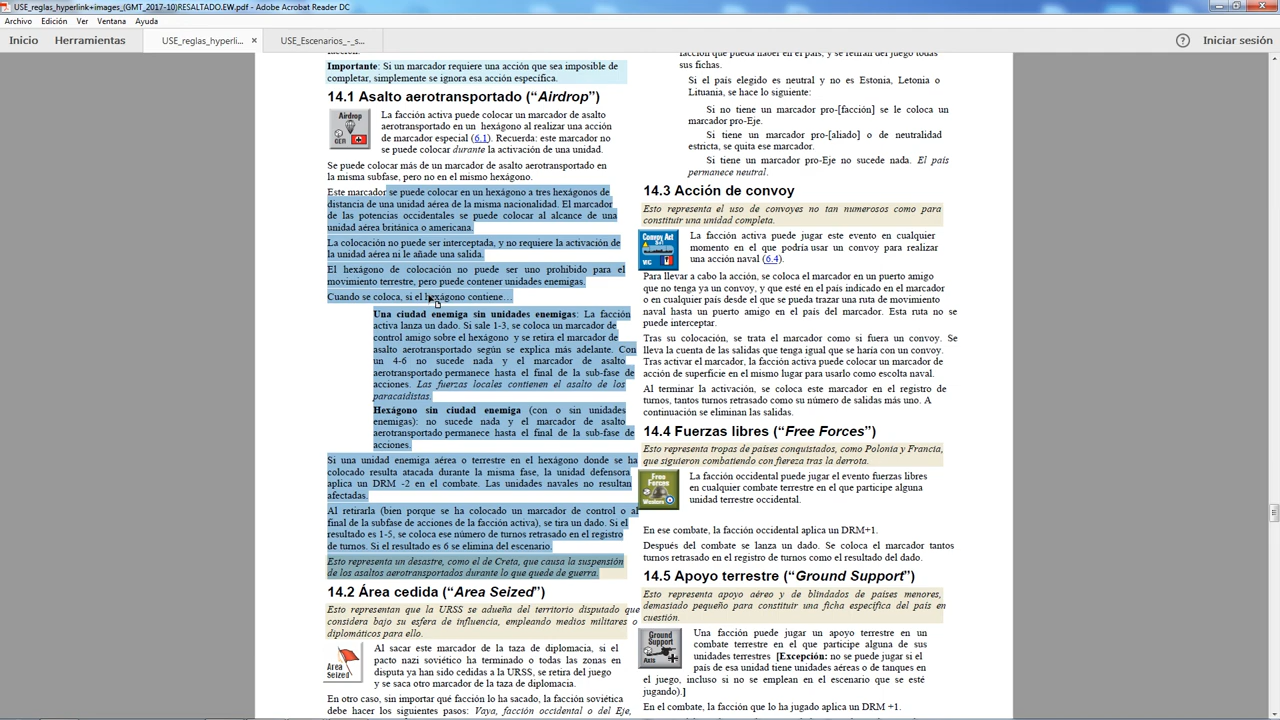 USE_reglas_hyperlink+images_(GMT_2017-10)RESALTADO.EW.pdf - Adobe Acrobat Reader DC
Archivo Edición Ver Ventana Ayuda
Inicio Herramientas USE_reglas_hyperli... × USE_Escenarios_-_s... ? Iniciar sesión
Importante: Si un marcador requiere una acción que sea imposible de
completar, simplemente se ignora esa acción específica.
14.1 Asalto aerotransportado (“Airdrop”)
Airdrop
GER
La facción activa puede colocar un marcador de asalto
aerotransportado en un hexágono al realizar una acción
de marcador especial (6.1). Recuerda: este marcador no
se puede colocar durante la activación de una unidad.
Se puede colocar más de un marcador de asalto aerotransportado en
la misma subfase, pero no en el mismo hexágono.
Este marcador se puede colocar en un hexágono a tres hexágonos de
distancia de una unidad aérea de la misma nacionalidad. El marcador
de las potencias occidentales se puede colocar al alcance de una
unidad aérea británica o americana.
La colocación no puede ser interceptada, y no requiere la activación de
la unidad aérea ni le añade una salida.
El hexágono de colocación no puede ser uno prohibido para el
movimiento terrestre, pero puede contener unidades enemigas.
Cuando se coloca, si el hexágono contiene…
Una ciudad enemiga sin unidades enemigas: La facción
activa lanza un dado. Si sale 1-3, se coloca un marcador de
control amigo sobre el hexágono y se retira el marcador de
asalto aerotransportado según se explica más adelante. Con
un 4-6 no sucede nada y el marcador de asalto
aerotransportado permanece hasta el final de la sub-fase de
acciones. Las fuerzas locales contienen el asalto de los
paracaidistas.
Hexágono sin ciudad enemiga (con o sin unidades
enemigas): no sucede nada y el marcador de asalto
aerotransportado permanece hasta el final de la sub-fase de
acciones.
Si una unidad enemiga aérea o terrestre en el hexágono donde se ha
colocado resulta atacada durante la misma fase, la unidad defensora
aplica un DRM -2 en el combate. Las unidades navales no resultan
afectadas.
Al retirarla (bien porque se ha colocado un marcador de control o al
final de la subfase de acciones de la facción activa), se tira un dado. Si el
resultado es 1-5, se coloca ese número de turnos retrasado en el registro
de turnos. Si el resultado es 6 se elimina del escenario.
Esto representa un desastre, como el de Creta, que causa la suspensión
de los asaltos aerotransportados durante lo que quede de guerra.
14.2 Área cedida (“Area Seized”)
Esto representan que la URSS se adueña del territorio disputado que
considera bajo su esfera de influencia, empleando medios militares o
diplomáticos para ello.
Area
Seized
Al sacar este marcador de la taza de diplomacia, si el
pacto nazi soviético ha terminado o todas las zonas en
disputa ya han sido cedidas a la URSS, se retira del juego
y se saca otro marcador de la taza de diplomacia.
En otro caso, sin importar qué facción lo ha sacado, la facción soviética
debe hacer los siguientes pasos: Vaya, facción occidental o del Eje,
facción que pueda haber en el país, y se retiran del juego todas
sus fichas.
Si el país elegido es neutral y no es Estonia, Letonia o
Lituania, se hace lo siguiente:
Si no tiene un marcador pro-[facción] se le coloca un
marcador pro-Eje.
Si tiene un marcador pro-[aliado] o de neutralidad
estricta, se quita ese marcador.
Si tiene un marcador pro-Eje no sucede nada. El país
permanece neutral.
14.3 Acción de convoy
Esto representa el uso de convoyes no tan numerosos como para
constituir una unidad completa.
Convoy Act
La facción activa puede jugar este evento en cualquier
momento en el que podría usar un convoy para realizar
una acción naval (6.4).
Para llevar a cabo la acción, se coloca el marcador en un puerto amigo
que no tenga ya un convoy, y que esté en el país indicado en el marcador
o en cualquier país desde el que se pueda trazar una ruta de movimiento
naval hasta un puerto amigo en el país del marcador. Esta ruta no se
puede interceptar.
Tras su colocación, se trata el marcador como si fuera un convoy. Se
lleva la cuenta de las salidas que tenga igual que se haría con un convoy.
Tras activar el marcador, la facción activa puede colocar un marcador de
acción de superficie en el mismo lugar para usarlo como escolta naval.
Al terminar la activación, se coloca este marcador en el registro de
turnos, tantos turnos retrasado como su número de salidas más uno. A
continuación se eliminan las salidas.
14.4 Fuerzas libres (“Free Forces”)
Esto representa tropas de países conquistados, como Polonia y Francia,
que siguieron combatiendo con fiereza tras la derrota.
Free
Forces
Western
La facción occidental puede jugar el evento fuerzas libres
en cualquier combate terrestre en el que participe alguna
unidad terrestre occidental.
En ese combate, la facción occidental aplica un DRM+1.
Después del combate se lanza un dado. Se coloca el marcador tantos
turnos retrasado en el registro de turnos como el resultado del dado.
14.5 Apoyo terrestre (“Ground Support”)
Esto representa apoyo aéreo y de blindados de países menores,
demasiado pequeño para constituir una ficha específica del país en
cuestión.
Ground
Support
Axis
Una facción puede jugar un apoyo terrestre en un
combate terrestre en el que participe alguna de sus
unidades terrestres [Excepción: no se puede jugar si el
país de esa unidad tiene unidades aéreas o de tanques en
el juego, incluso si no se emplean en el escenario que se esté
jugando).]
En el combate, la facción que lo ha jugado aplica un DRM +1.